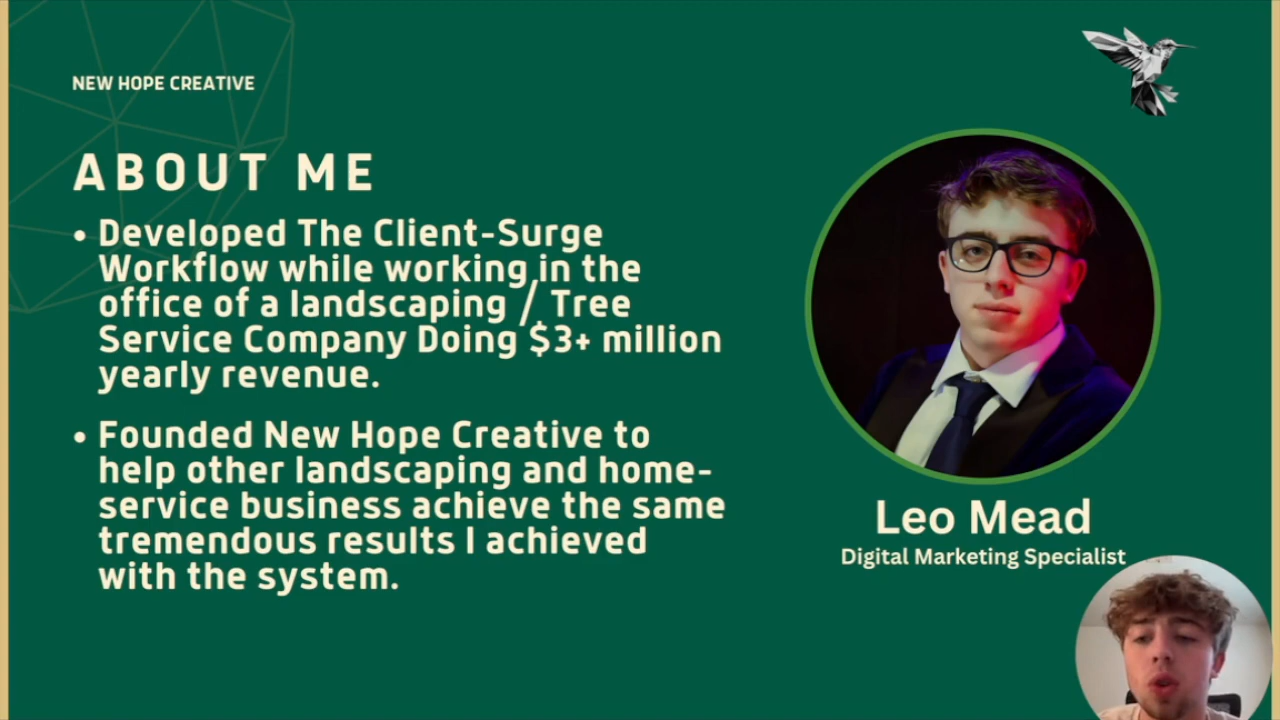 NEW HOPE CREATIVE
ABOUT ME
• Developed The Client-Surge
Workflow while working in the
office of a landscaping / Tree
Service Company Doing $3+ million
yearly revenue.
• Founded New Hope Creative to
help other landscaping and home-
service business achieve the same
tremendous results I achieved
with the system.
Leo Mead
Digital Marketing Specialist